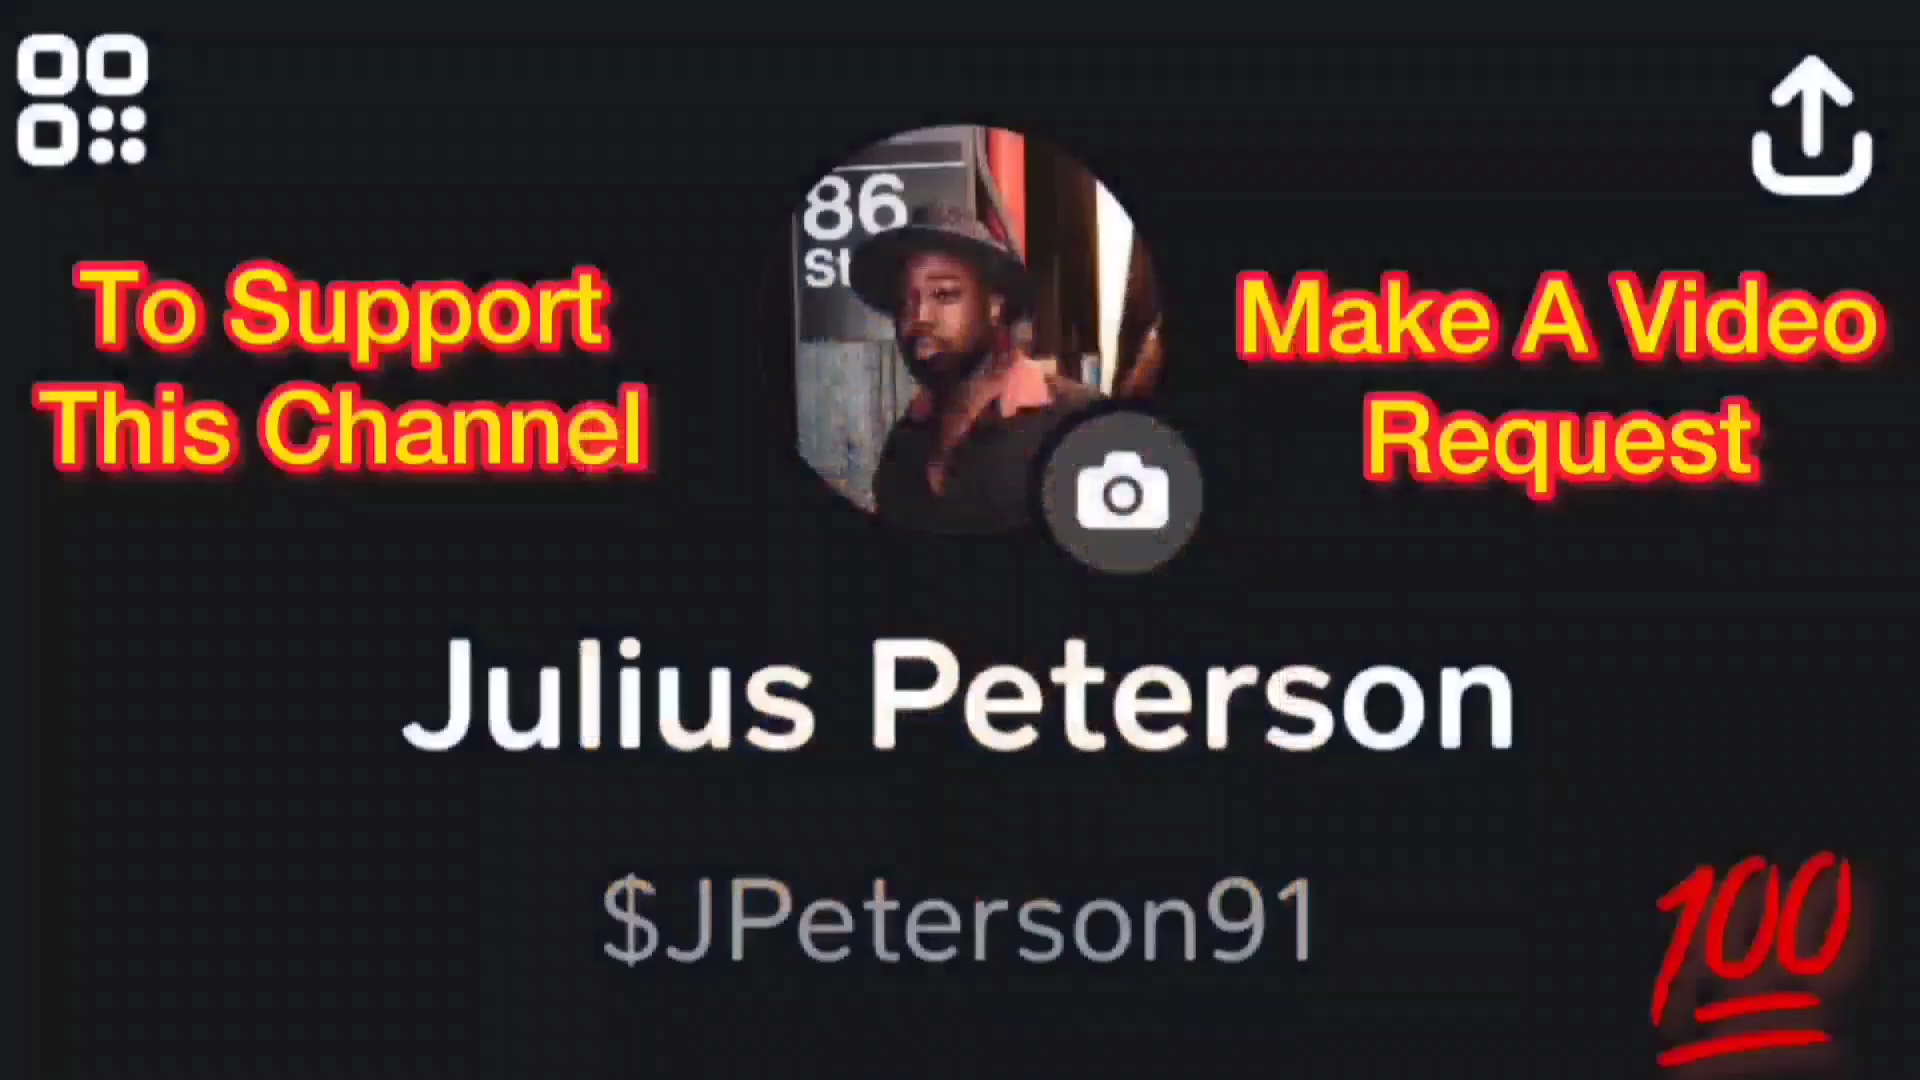 86
St
To Support
This Channel
Make A Video
Request
Julius Peterson
$JPeterson91
100